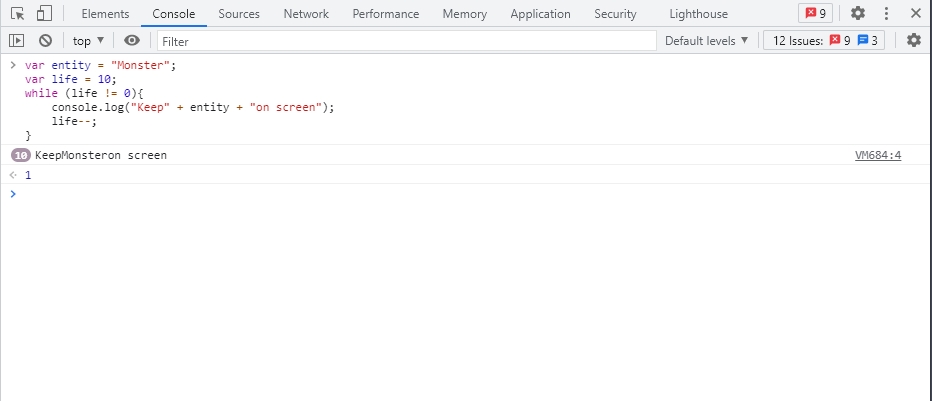 Elements Console Sources Network Performance Memory Application Security Lighthouse 9
top Filter Default levels 12 Issues: 9 3
var entity = "Monster";
var life = 10;
while (life != 0){
    console.log("Keep" + entity + "on screen");
    life--;
}
10 KeepMonsteron screen VM684:4
1